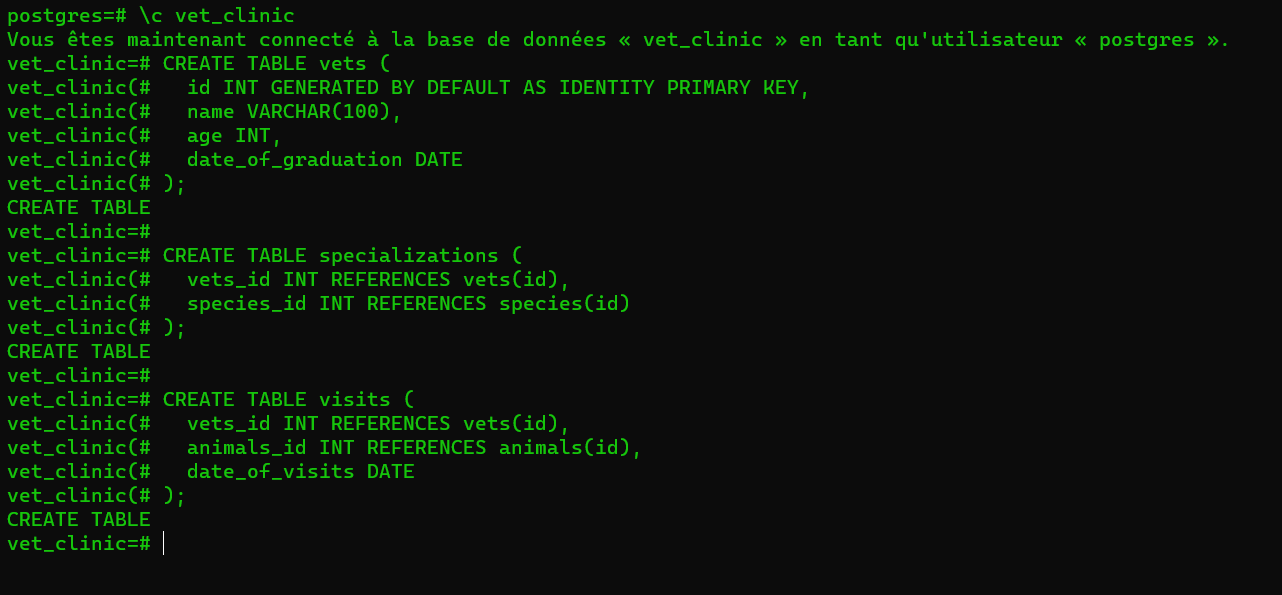 postgres=# \c vet_clinic
Vous êtes maintenant connecté à la base de données « vet_clinic » en tant qu'utilisateur « postgres ».
vet_clinic=# CREATE TABLE vets (
vet_clinic(#   id INT GENERATED BY DEFAULT AS IDENTITY PRIMARY KEY,
vet_clinic(#   name VARCHAR(100),
vet_clinic(#   age INT,
vet_clinic(#   date_of_graduation DATE
vet_clinic(# );
CREATE TABLE
vet_clinic=#
vet_clinic=# CREATE TABLE specializations (
vet_clinic(#   vets_id INT REFERENCES vets(id),
vet_clinic(#   species_id INT REFERENCES species(id)
vet_clinic(# );
CREATE TABLE
vet_clinic=#
vet_clinic=# CREATE TABLE visits (
vet_clinic(#   vets_id INT REFERENCES vets(id),
vet_clinic(#   animals_id INT REFERENCES animals(id),
vet_clinic(#   date_of_visits DATE
vet_clinic(# );
CREATE TABLE
vet_clinic=#